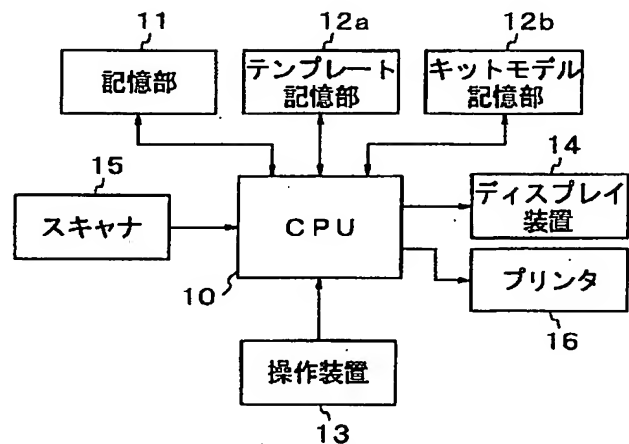 11
12a
12b
記憶部
テンプレート
記憶部
キットモデル
記憶部
15
14
スキャナ
CPU
ディスプレイ
装置
10
プリンタ
16
操作装置
13